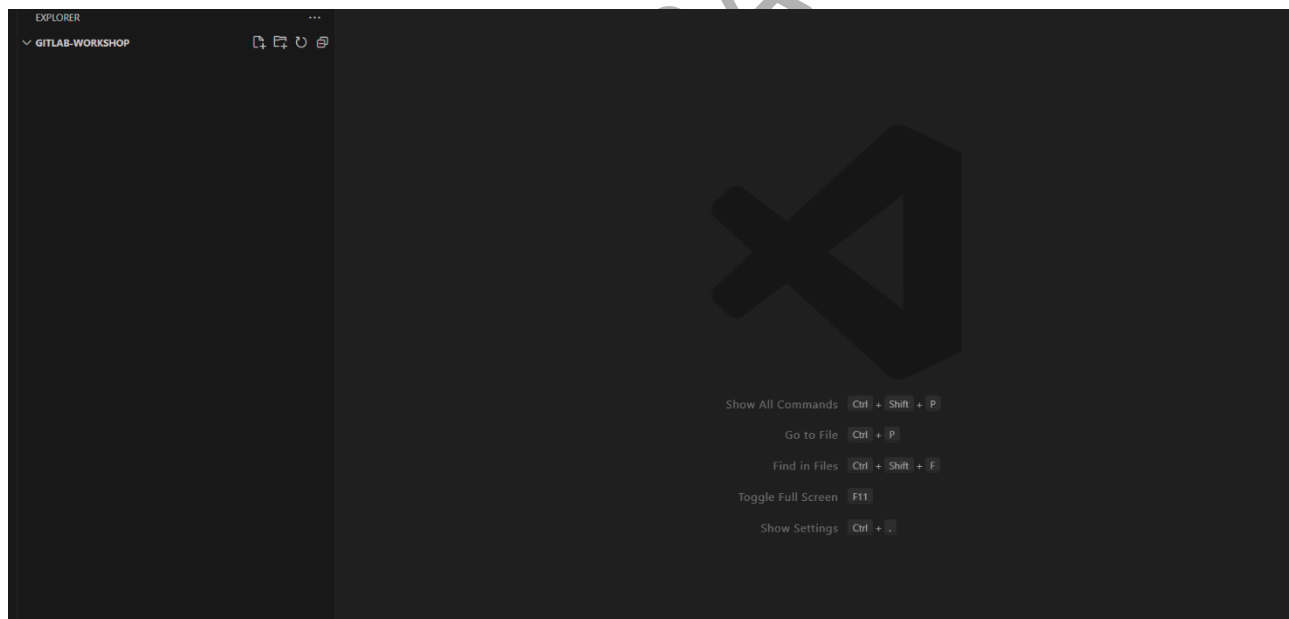 EXPLORER ...
GITLAB-WORKSHOP
Show All Commands Ctrl + Shift + P
Go to File Ctrl + P
Find in Files Ctrl + Shift + F
Toggle Full Screen F11
Show Settings Ctrl + .